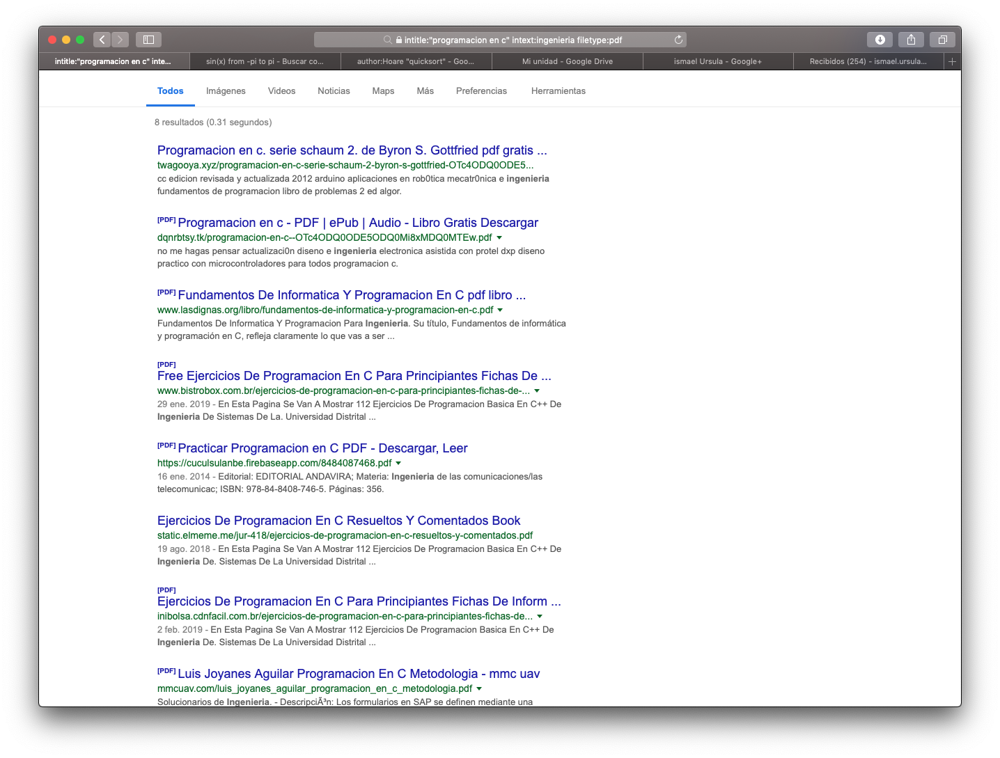 intitle:"programacion en c" intext:ingenieria filetype:pdf
intitle:"programacion en c" inte...
sin(x) from -pi to pi - Buscar co...
author:Hoare "quicksort" - Goo...
Mi unidad - Google Drive
ismael Ursula - Google+
Recibidos (254) - ismael.ursula...
Todos Imágenes Videos Noticias Maps Más Preferencias Herramientas
8 resultados (0.31 segundos)
Programacion en c. serie schaum 2. de Byron S. Gottfried pdf gratis ...
twagooya.xyz/programacion-en-c-serie-schaum-2-byron-s-gottfried-OTc4ODQ0ODE5...
cc edicion revisada y actualizada 2012 arduino aplicaciones en rob0tica mecatr0nica e ingenieria
fundamentos de programacion libro de problemas 2 ed algor.
[PDF] Programacion en c - PDF | ePub | Audio - Libro Gratis Descargar
dqnrbtsy.tk/programacion-en-c--OTc4ODQ0ODE5ODQ0Mi8xMDQ0MTEw.pdf
no me hagas pensar actualizaci0n diseno e ingenieria electronica asistida con protel dxp diseno
practico con microcontroladores para todos programacion c.
[PDF] Fundamentos De Informatica Y Programacion En C pdf libro ...
www.lasdignas.org/libro/fundamentos-de-informatica-y-programacion-en-c.pdf
Fundamentos De Informatica Y Programacion Para Ingenieria. Su título, Fundamentos de informática
y programación en C, refleja claramente lo que vas a ser ...
[PDF]
Free Ejercicios De Programacion En C Para Principiantes Fichas De ...
www.bistrobox.com.br/ejercicios-de-programacion-en-c-para-principiantes-fichas-de-...
29 ene. 2019 - En Esta Pagina Se Van A Mostrar 112 Ejercicios De Programacion Basica En C++ De
Ingenieria De Sistemas De La. Universidad Distrital ...
[PDF] Practicar Programacion en C PDF - Descargar, Leer
https://cuculsulanbe.firebaseapp.com/8484087468.pdf
16 ene. 2014 - Editorial: EDITORIAL ANDAVIRA; Materia: Ingenieria de las comunicaciones/las
telecomunicac; ISBN: 978-84-8408-746-5. Páginas: 356.
Ejercicios De Programacion En C Resueltos Y Comentados Book
static.elmeme.me/jur-418/ejercicios-de-programacion-en-c-resueltos-y-comentados.pdf
19 ago. 2018 - En Esta Pagina Se Van A Mostrar 112 Ejercicios De Programacion Basica En C++ De
Ingenieria De. Sistemas De La Universidad Distrital ...
[PDF]
Ejercicios De Programacion En C Para Principiantes Fichas De Inform ...
inibolsa.cdnfacil.com.br/ejercicios-de-programacion-en-c-para-principiantes-fichas-de...
2 feb. 2019 - En Esta Pagina Se Van A Mostrar 112 Ejercicios De Programacion Basica En C++ De
Ingenieria De. Sistemas De La Universidad Distrital ...
[PDF] Luis Joyanes Aguilar Programacion En C Metodologia - mmc uav
mmcuav.com/luis_joyanes_aguilar_programacion_en_c_metodologia.pdf
Solucionarios de Ingenieria. - DescripciÃ³n: Los formularios en SAP se definen mediante una